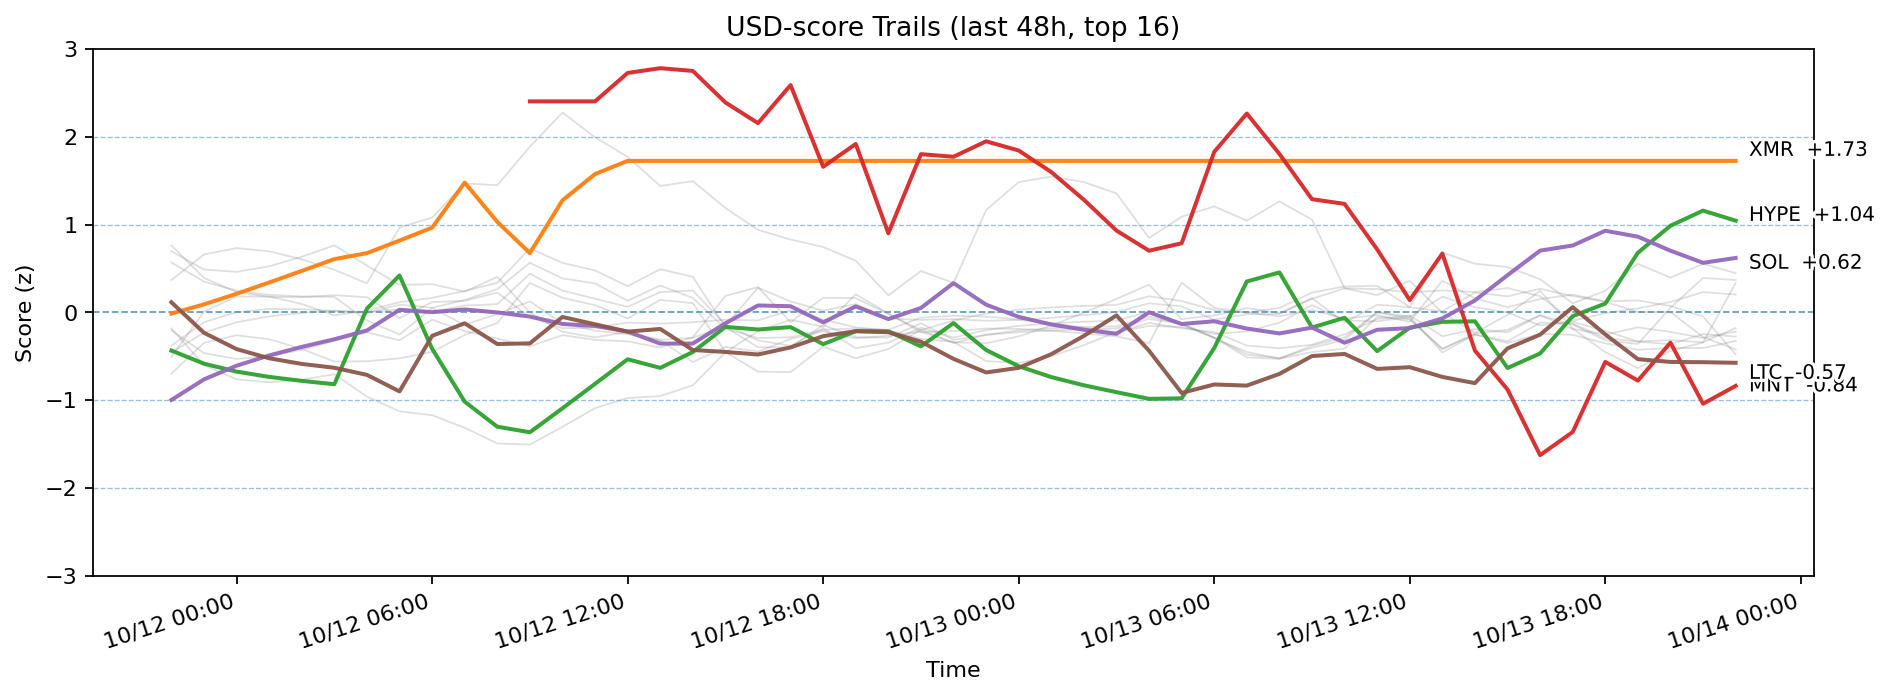 USD-score Trails (last 48h, top 16)
Score (z)
3
2
1
0
−1
−2
−3
XMR +1.73
HYPE +1.04
SOL +0.62
LTC -0.57
MNT -0.84
10/12 00:00
10/12 06:00
10/12 12:00
10/12 18:00
10/13 00:00
10/13 06:00
10/13 12:00
10/13 18:00
10/14 00:00
Time